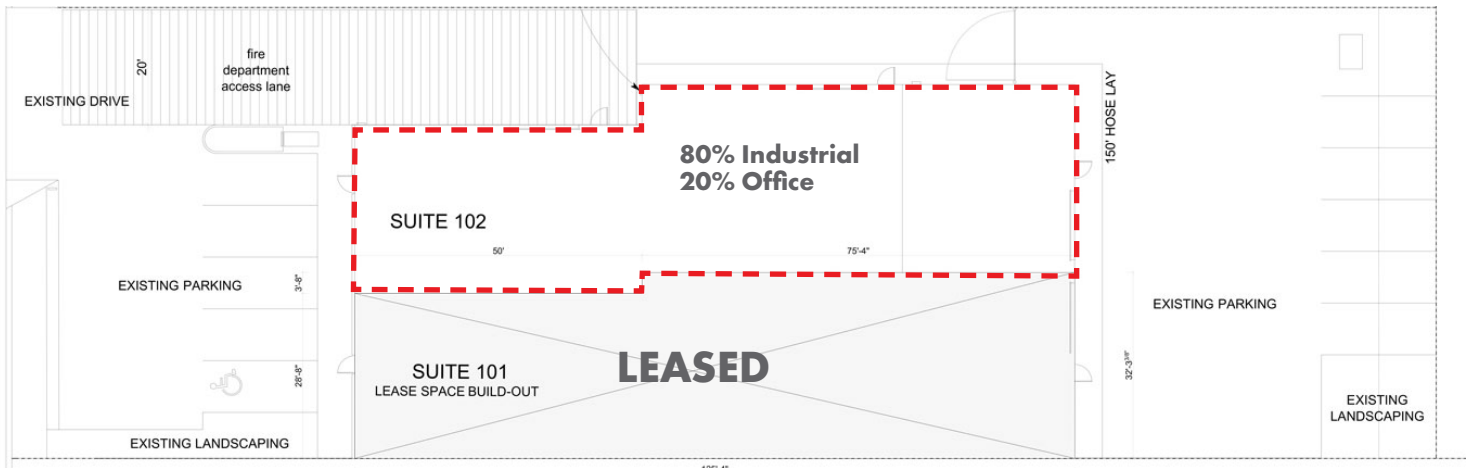 fire
department
access lane
20'
EXISTING DRIVE
150' HOSE LAY
80% Industrial
20% Office
SUITE 102
50'
75'-4"
EXISTING PARKING
3'-8"
EXISTING PARKING
LEASED
SUITE 101
LEASE SPACE BUILD-OUT
28'-8"
32'-3 3/8"
EXISTING
LANDSCAPING
EXISTING LANDSCAPING